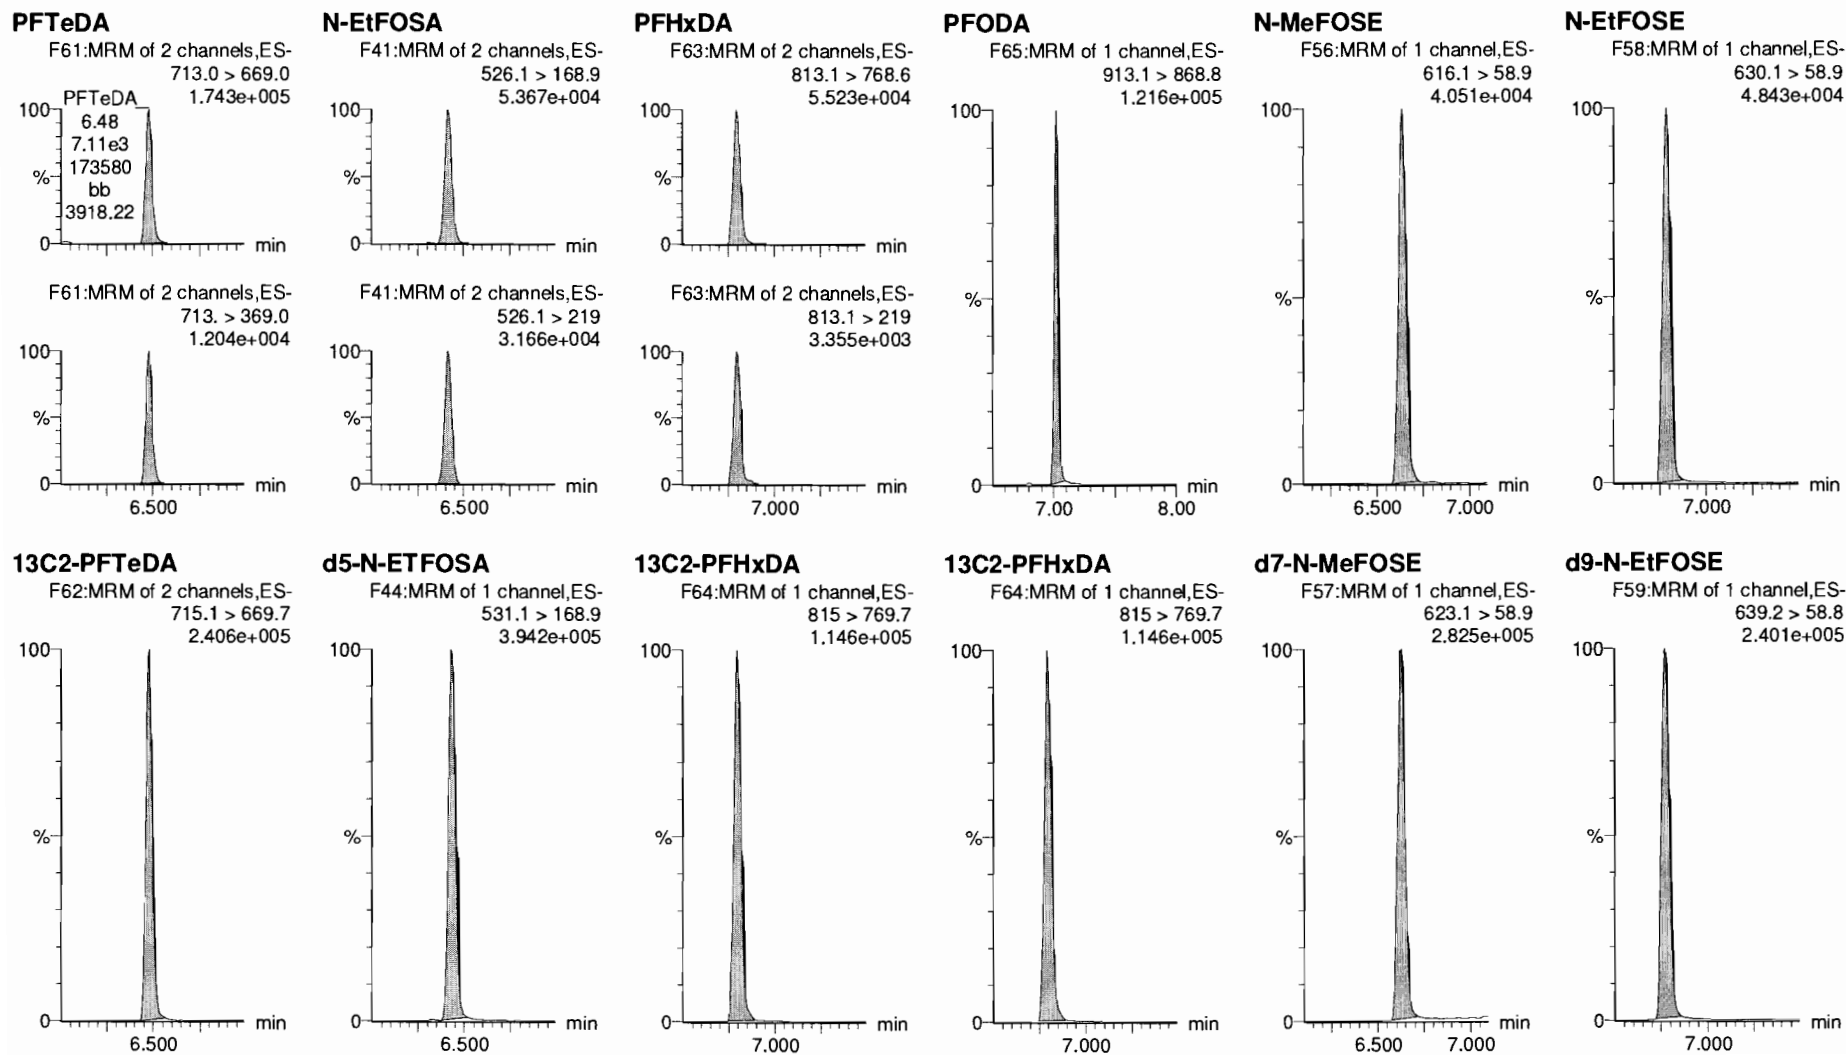 PFTeDA
F61:MRM of 2 channels,ES-
713.0 > 669.0
1.743e+005
PFTeDA
6.48
7.11e3
173580
bb
3918.22
100
%
0
min
F61:MRM of 2 channels,ES-
713. > 369.0
1.204e+004
100
%
0
min
6.500
N-EtFOSA
F41:MRM of 2 channels,ES-
526.1 > 168.9
5.367e+004
100
%
0
min
F41:MRM of 2 channels,ES-
526.1 > 219
3.166e+004
100
%
0
min
6.500
PFHxDA
F63:MRM of 2 channels,ES-
813.1 > 768.6
5.523e+004
100
%
0
min
F63:MRM of 2 channels,ES-
813.1 > 219
3.355e+003
100
%
0
min
7.000
PFODA
F65:MRM of 1 channel,ES-
913.1 > 868.8
1.216e+005
100
%
0
min
7.00 8.00
N-MeFOSE
F56:MRM of 1 channel,ES-
616.1 > 58.9
4.051e+004
100
%
0
min
6.500 7.000
N-EtFOSE
F58:MRM of 1 channel,ES-
630.1 > 58.9
4.843e+004
100
%
0
min
7.000
13C2-PFTeDA
F62:MRM of 2 channels,ES-
715.1 > 669.7
2.406e+005
100
%
0
min
6.500
d5-N-ETFOSA
F44:MRM of 1 channel,ES-
531.1 > 168.9
3.942e+005
100
%
0
min
6.500
13C2-PFHxDA
F64:MRM of 1 channel,ES-
815 > 769.7
1.146e+005
100
%
0
min
7.000
13C2-PFHxDA
F64:MRM of 1 channel,ES-
815 > 769.7
1.146e+005
100
%
0
min
7.000
d7-N-MeFOSE
F57:MRM of 1 channel,ES-
623.1 > 58.9
2.825e+005
100
%
0
min
6.500 7.000
d9-N-EtFOSE
F59:MRM of 1 channel,ES-
639.2 > 58.8
2.401e+005
100
%
0
min
7.000